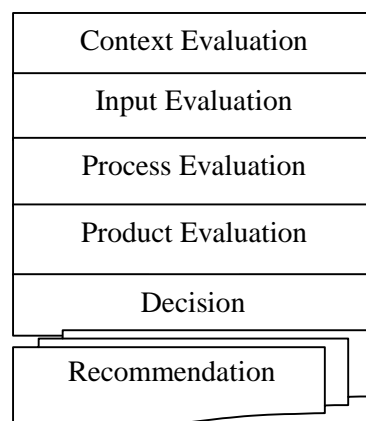 Context Evaluation
Input Evaluation
Process Evaluation
Product Evaluation
Decision
Recommendation